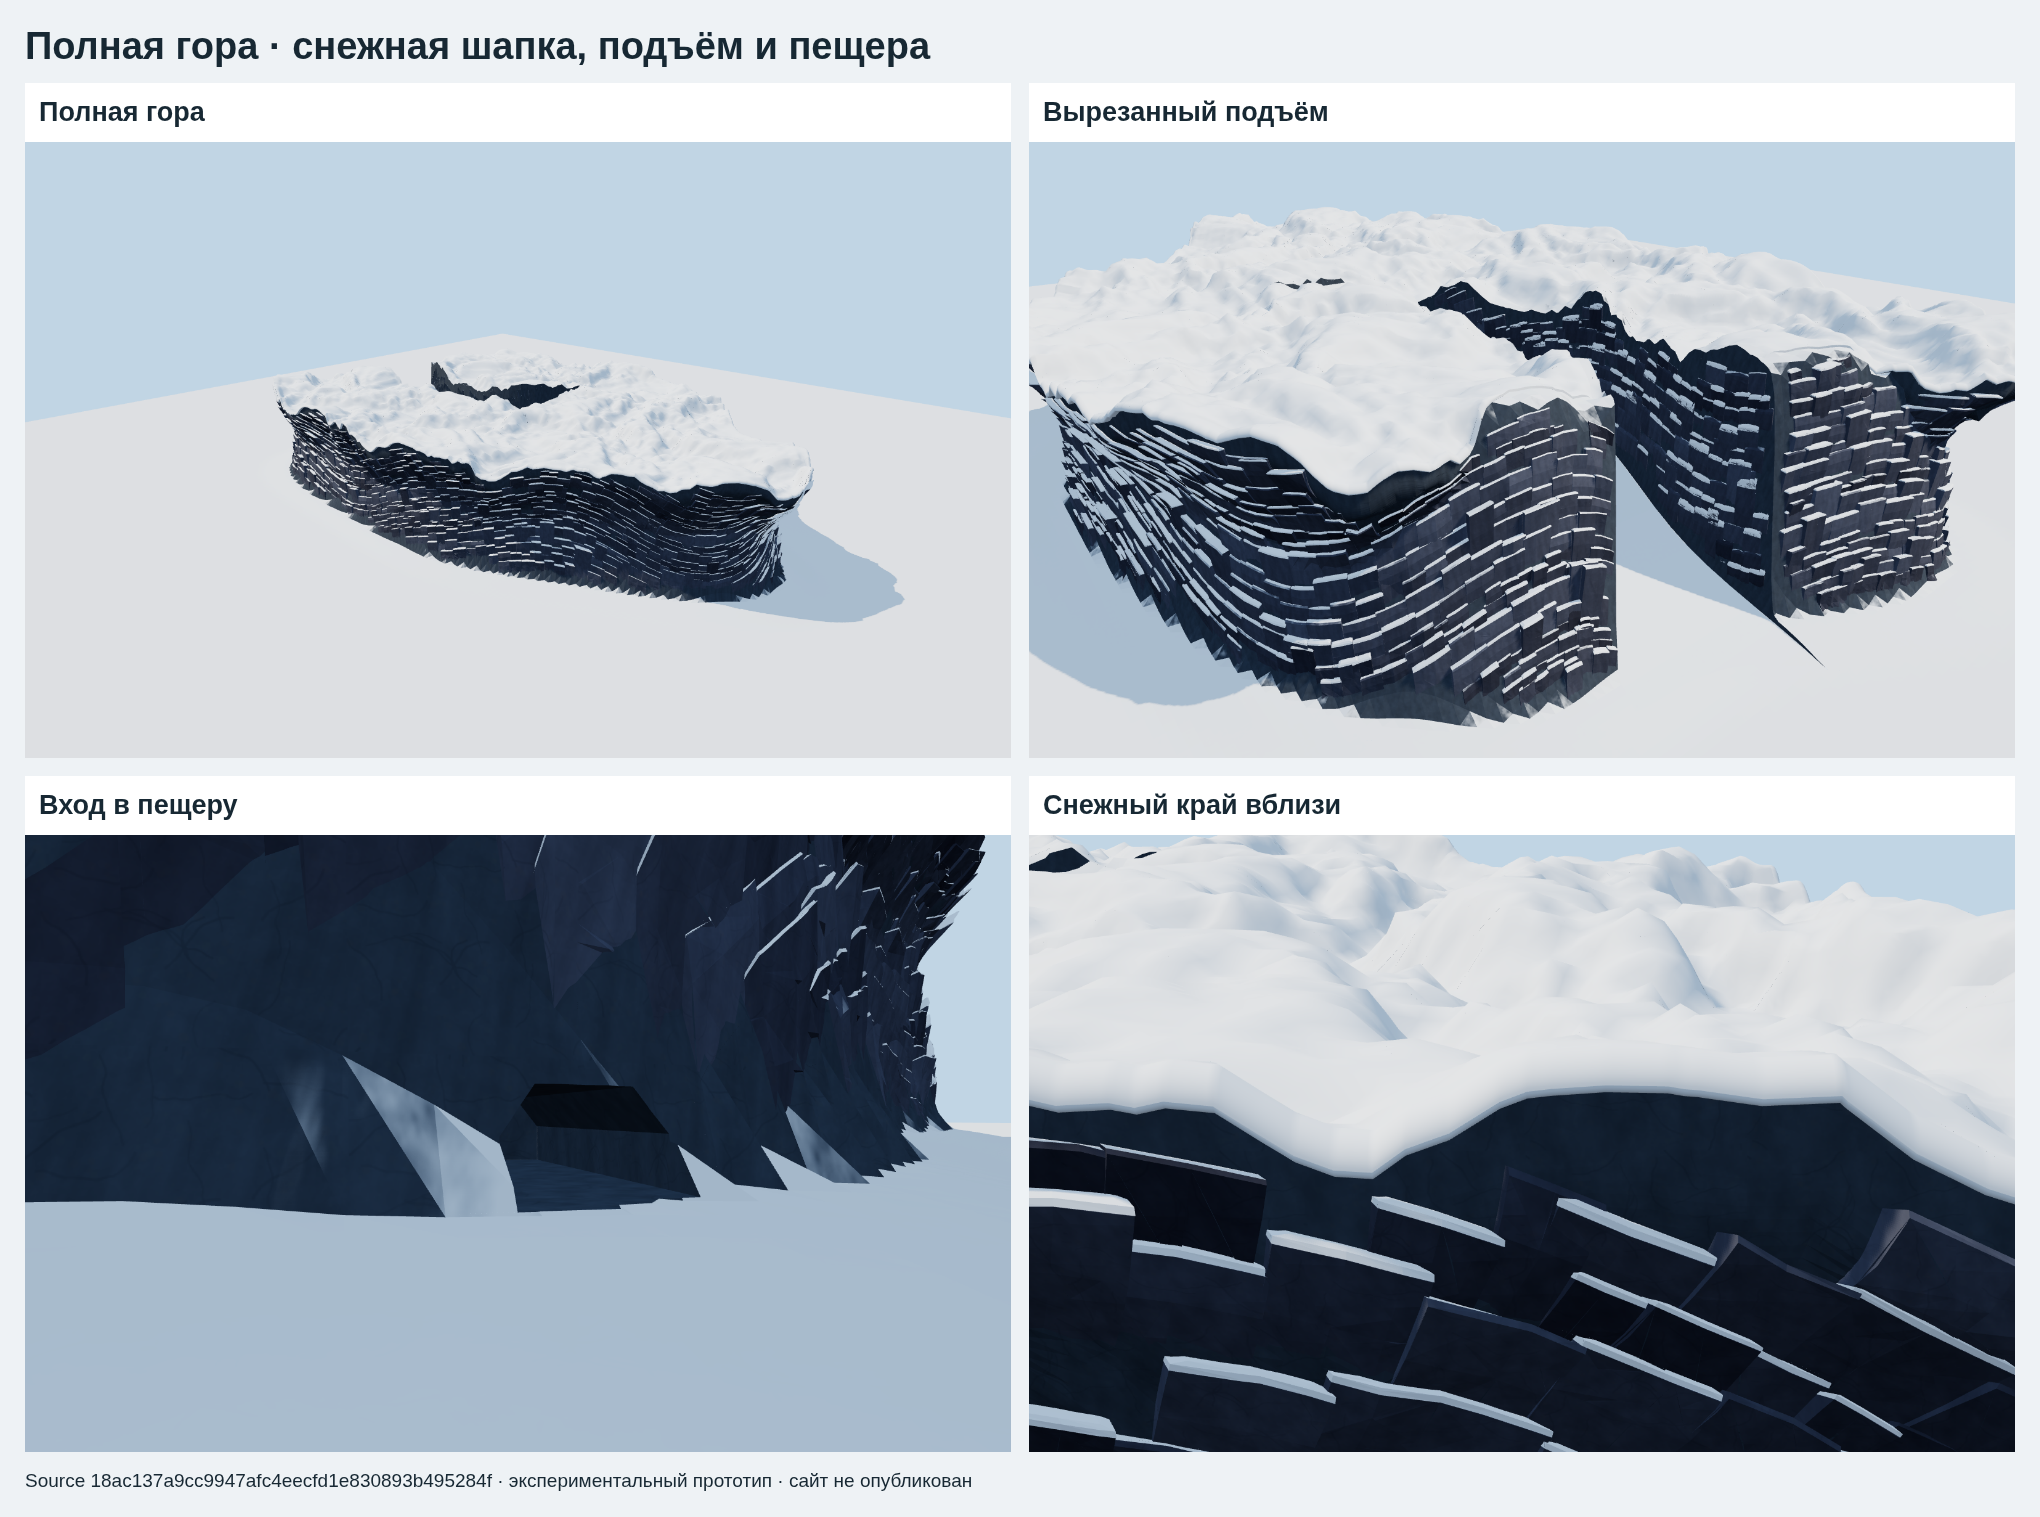 Полная гора · снежная шапка, подъём и пещера
Полная гора
Вырезанный подъём
Вход в пещеру
Снежный край вблизи
Source 18ac137a9cc9947afc4eecfd1e830893b495284f · экспериментальный прототип · сайт не опубликован